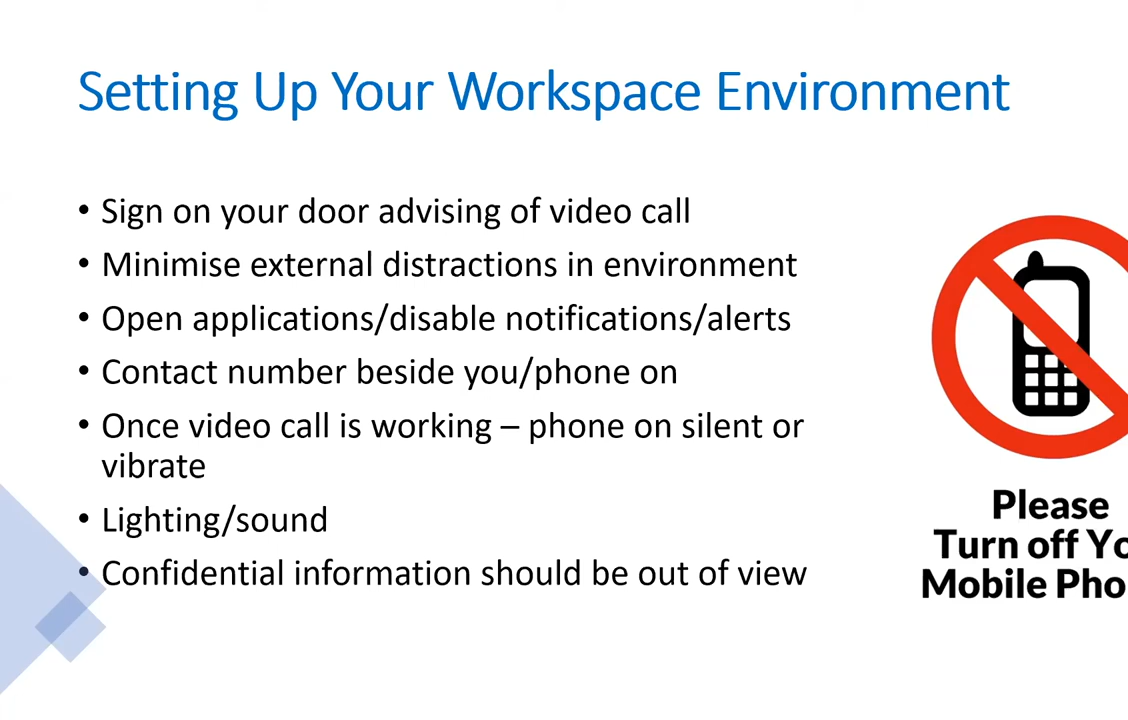 Setting Up Your Workspace Environment
• Sign on your door advising of video call
• Minimise external distractions in environment
• Open applications/disable notifications/alerts
• Contact number beside you/phone on
• Once video call is working – phone on silent or
vibrate
• Lighting/sound
• Confidential information should be out of view
Please
Turn off Yo
Mobile Pho